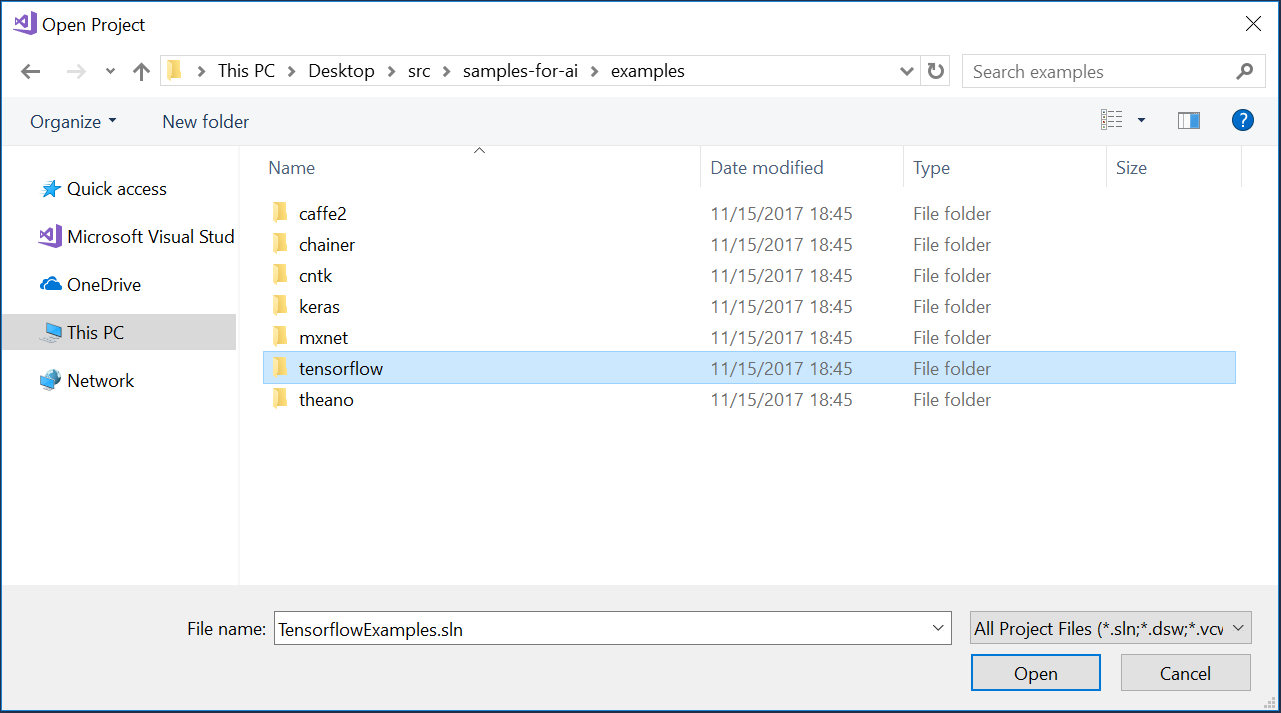 Open Project
This PC Desktop src samples-for-ai examples Search examples
Organize New folder ?
Name Date modified Type Size
Quick access
Microsoft Visual Stud
OneDrive
This PC
Network
caffe2 11/15/2017 18:45 File folder
chainer 11/15/2017 18:45 File folder
cntk 11/15/2017 18:45 File folder
keras 11/15/2017 18:45 File folder
mxnet 11/15/2017 18:45 File folder
tensorflow 11/15/2017 18:45 File folder
theano 11/15/2017 18:45 File folder
File name: TensorflowExamples.sln All Project Files (*.sln;*.dsw;*.vcv
Open Cancel